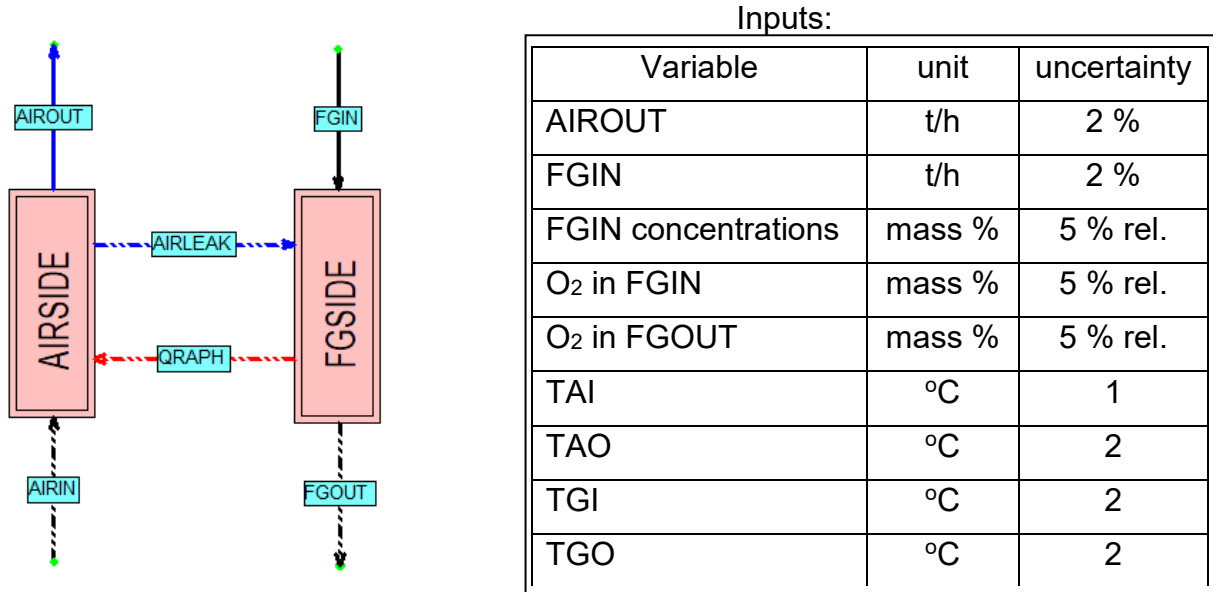 Inputs:
AIROUT
FGIN
AIRSIDE
FGSIDE
AIRLEAK
QRAPH
AIRIN
FGOUT
Variable unit uncertainty
AIROUT t/h 2 %
FGIN t/h 2 %
FGIN concentrations mass % 5 % rel.
O₂ in FGIN mass % 5 % rel.
O₂ in FGOUT mass % 5 % rel.
TAI ºC 1
TAO ºC 2
TGI ºC 2
TGO ºC 2